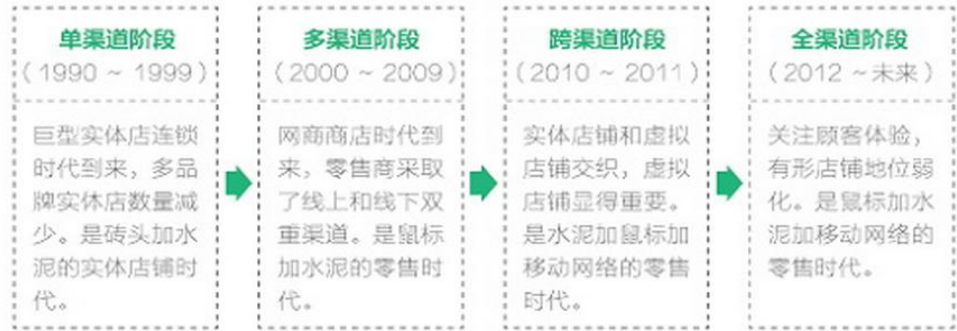 单渠道阶段
（1990 ~ 1999）
巨型实体店连锁
时代到来，多品
牌实体店数量减
少。是砖头加水
泥的实体店铺时
代。
多渠道阶段
（2000 ~ 2009）
网商商店时代到
来，零售商采取
了线上和线下双
重渠道。是鼠标
加水泥的零售时
代。
跨渠道阶段
（2010 ~ 2011）
实体店铺和虚拟
店铺交织，虚拟
店铺显得重要。
是水泥加鼠标加
移动网络的零售
时代。
全渠道阶段
（2012 ~未来）
关注顾客体验，
有形店铺地位弱
化。是鼠标加水
泥加移动网络的
零售时代。